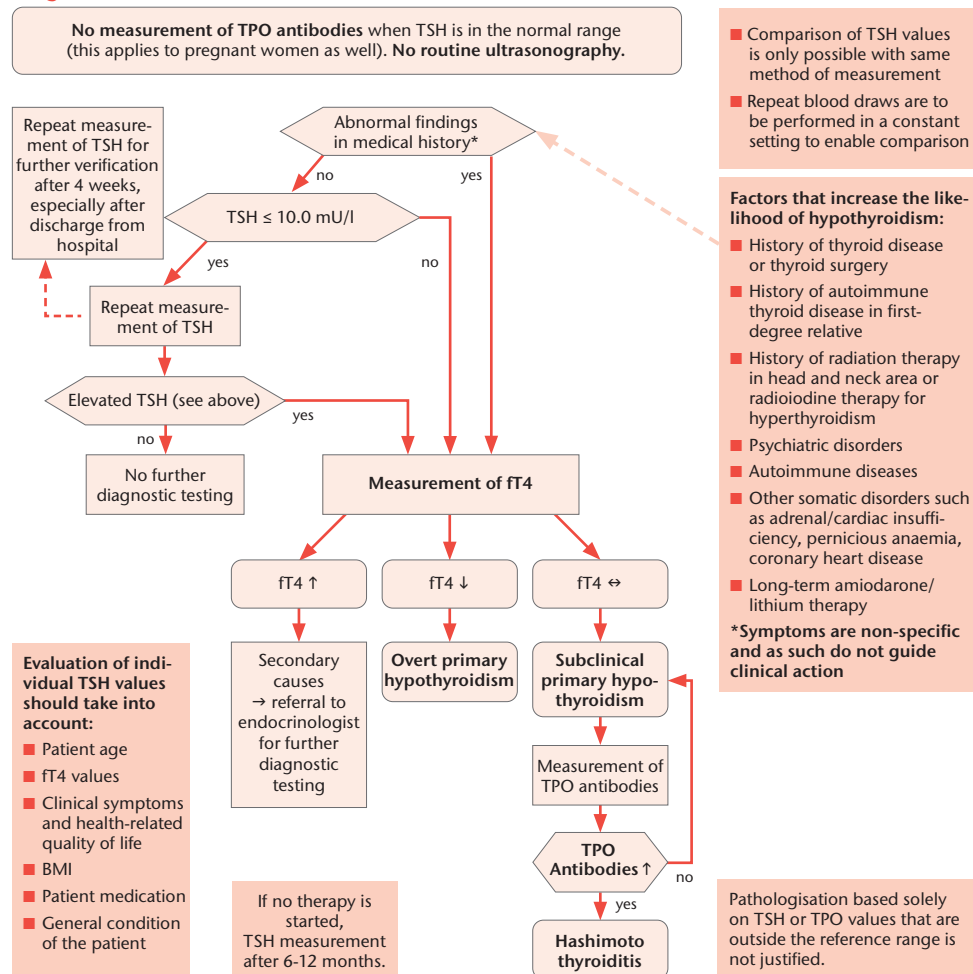 No measurement of TPO antibodies when TSH is in the normal range
(this applies to pregnant women as well). No routine ultrasonography.
■ Comparison of TSH values
is only possible with same
method of measurement
■ Repeat blood draws are to
be performed in a constant
setting to enable comparison
Repeat measure-
ment of TSH for
further verification
after 4 weeks,
especially after
discharge from
hospital
Abnormal findings
in medical history*
no
yes
TSH ≤ 10.0 mU/l
yes
no
Repeat measure-
ment of TSH
Elevated TSH (see above)
yes
no
No further
diagnostic testing
Measurement of fT4
Factors that increase the like-
lihood of hypothyroidism:
■ History of thyroid disease
or thyroid surgery
■ History of autoimmune
thyroid disease in first-
degree relative
■ History of radiation therapy
in head and neck area or
radioiodine therapy for
hyperthyroidism
■ Psychiatric disorders
■ Autoimmune diseases
■ Other somatic disorders such
as adrenal/cardiac insuffi-
ciency, pernicious anaemia,
coronary heart disease
■ Long-term amiodarone/
lithium therapy
*Symptoms are non-specific
and as such do not guide
clinical action
fT4 ↑
fT4 ↓
fT4 ↔
Secondary
causes
→ referral to
endocrinologist
for further
diagnostic
testing
Overt primary
hypothyroidism
Subclinical
primary hypo-
thyroidism
Measurement of
TPO antibodies
TPO
Antibodies ↑
no
yes
Hashimoto
thyroiditis
Evaluation of indi-
vidual TSH values
should take into
account:
■ Patient age
■ fT4 values
■ Clinical symptoms
and health-related
quality of life
■ BMI
■ Patient medication
■ General condition
of the patient
If no therapy is
started,
TSH measurement
after 6-12 months.
Pathologisation based solely
on TSH or TPO values that are
outside the reference range is
not justified.